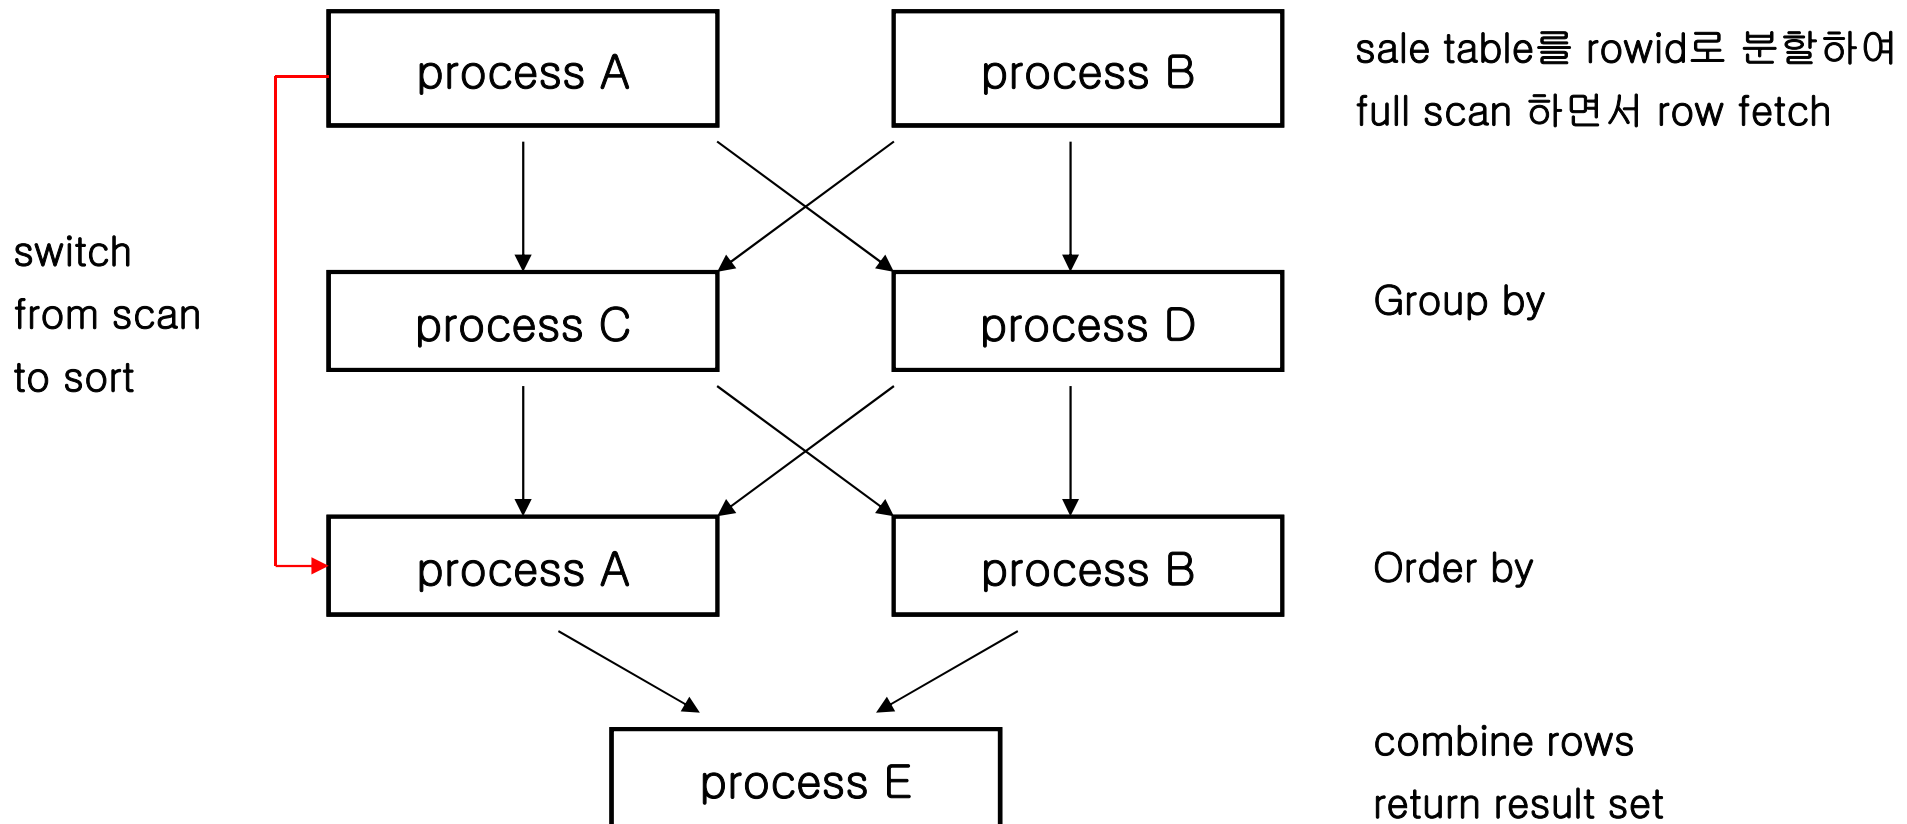 process A
process B
sale table를 rowid로 분할하여
full scan 하면서 row fetch
switch
from scan
to sort
process C
process D
Group by
process A
process B
Order by
process E
combine rows
return result set